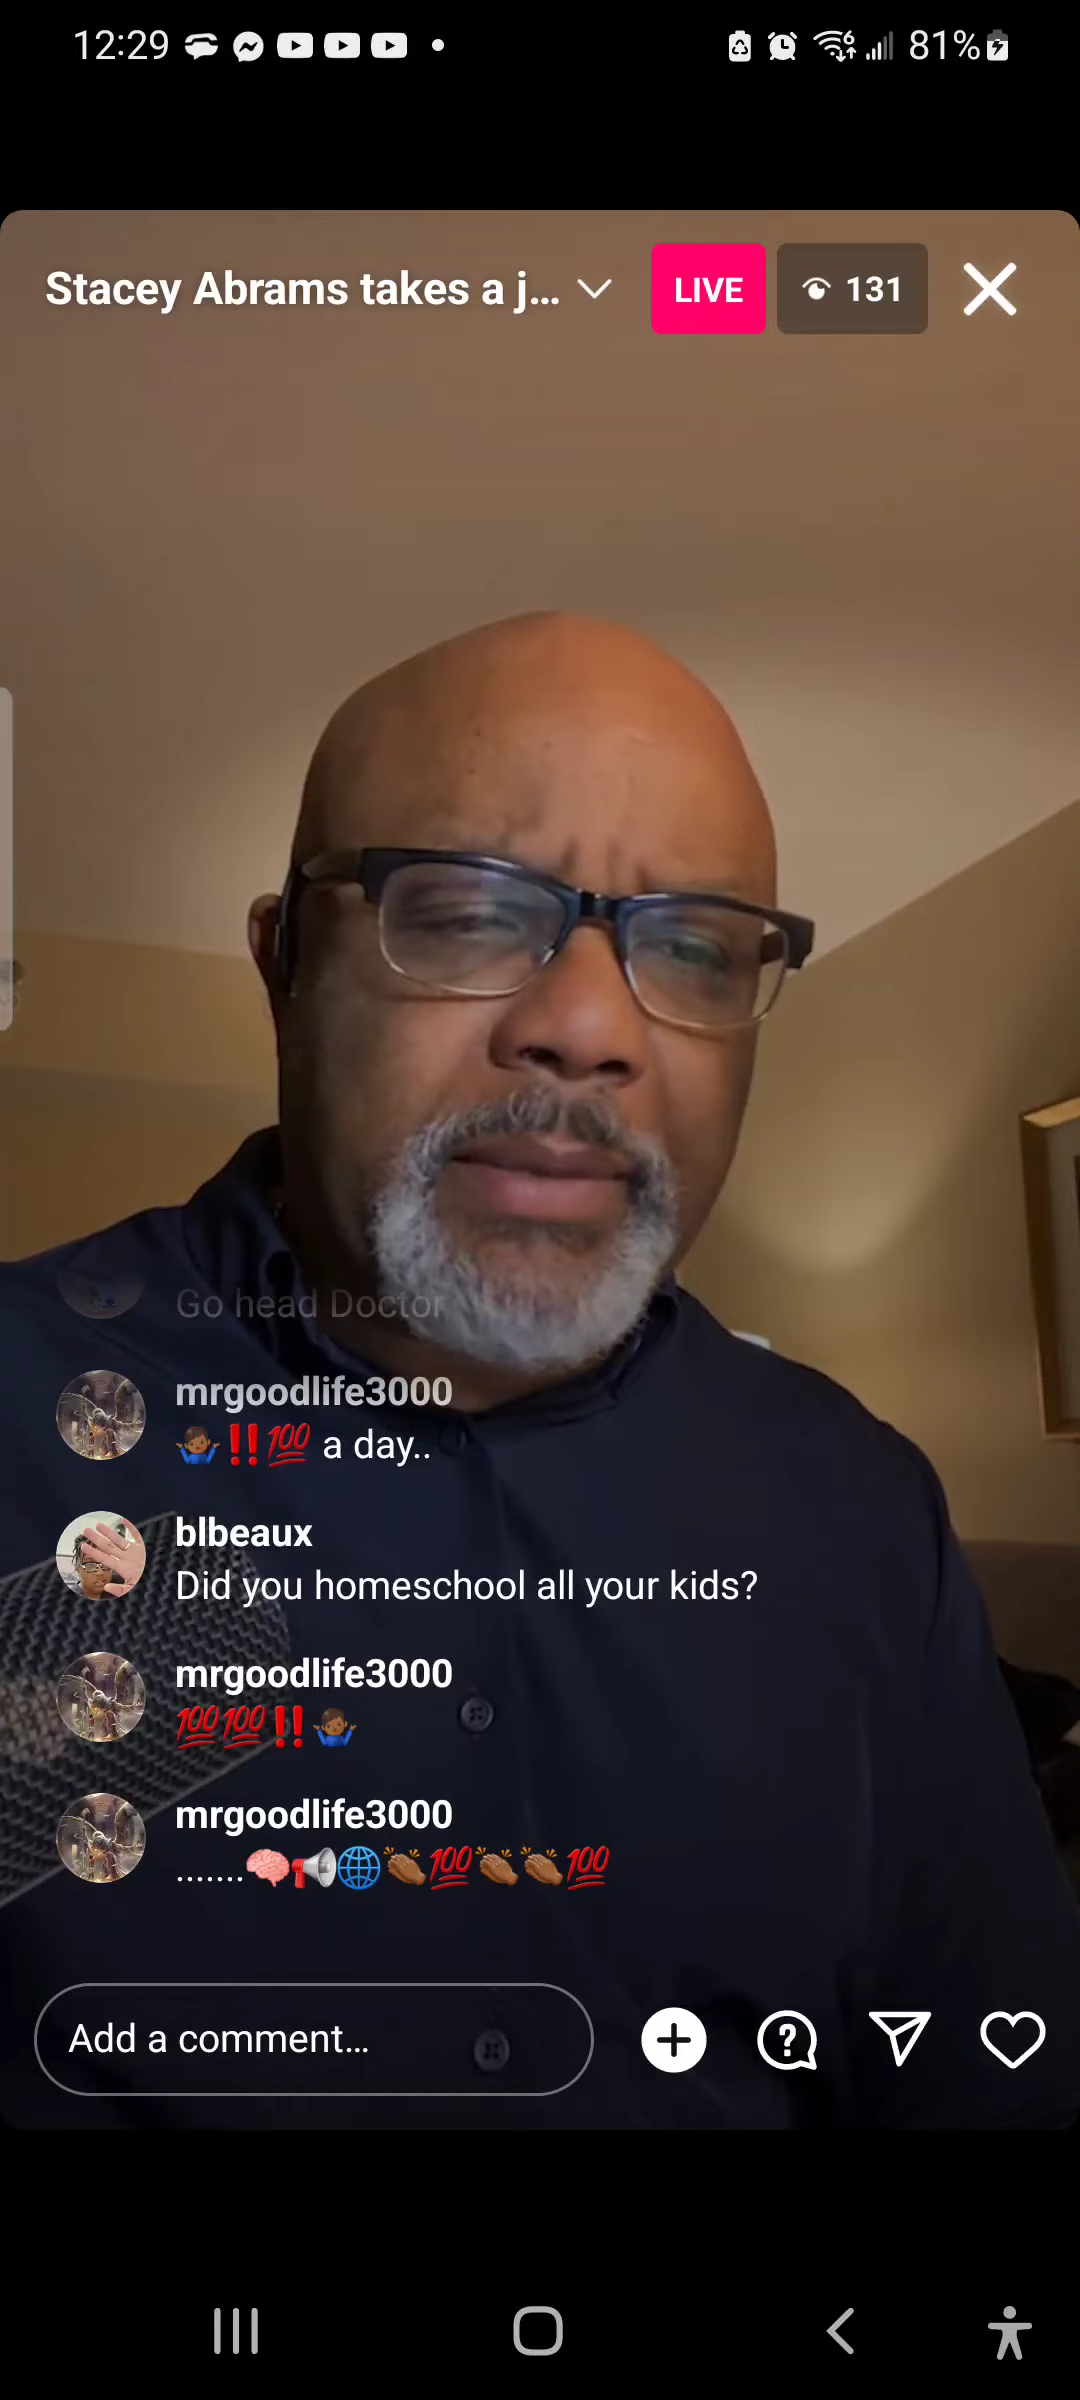 12:29
81%
Stacey Abrams takes a j...
LIVE
131
Go head Doctor
mrgoodlife3000
🤷🏾‍♂️‼️💯 a day..
blbeaux
Did you homeschool all your kids?
mrgoodlife3000
💯💯‼️🤷🏾‍♂️
mrgoodlife3000
.......🧠📢🌐👏🏾💯👏🏾👏🏾💯
Add a comment...